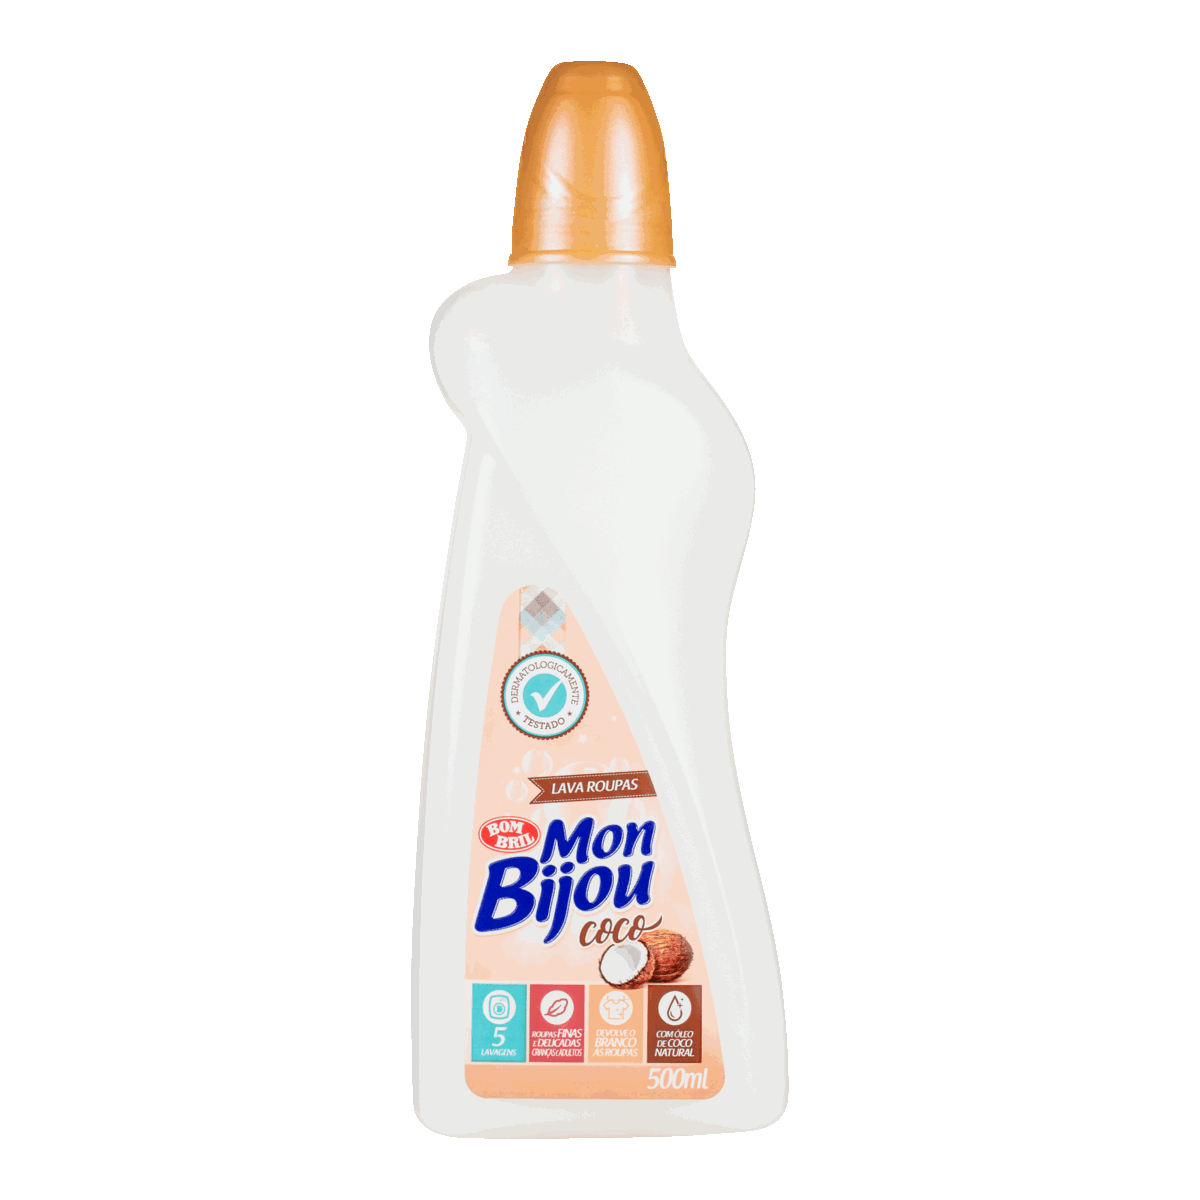 DERMATOLOGICAMENTE
TESTADO
LAVA ROUPAS
BOM
BRIL
Mon
Bijou
coco
5
LAVAGENS
ROUPAS FINAS
E DELICADAS
CRIANÇAS E ADULTOS
DEVOLVE O
BRANCO
ÀS ROUPAS
COM ÓLEO
DE COCO
NATURAL
500ml